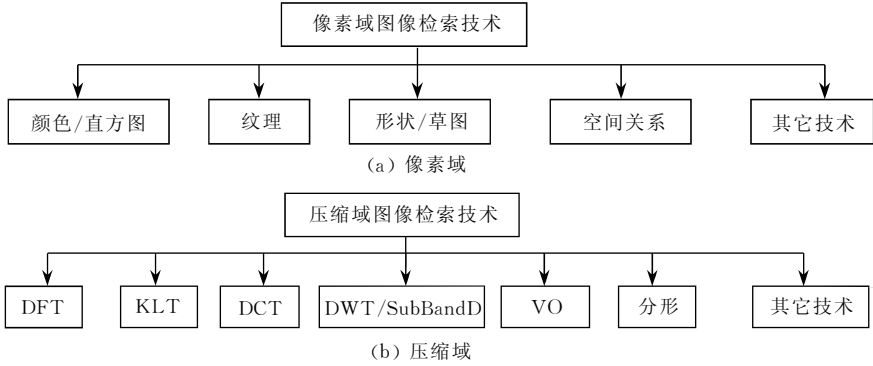 像素域图像检索技术
颜色/直方图 纹理 形状/草图 空间关系 其它技术
(a) 像素域
压缩域图像检索技术
DFT KLT DCT DWT/SubBandD VO 分形 其它技术
(b) 压缩域